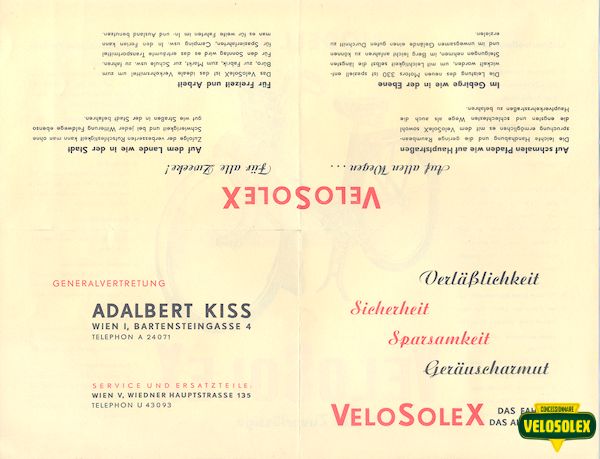 VELOSOLEX
Auf allen Wegen . . .
Auf schmalen Pfaden wie auf Hauptstraßen
Die leichte Handhabung und die geringe Raumbean-
spruchung ermöglichen es mit dem VeloSoleX sowohl
die engsten und schlechtesten Wege als auch die
Hauptverkehrsstraßen zu befahren.
Im Gebirge wie in der Ebene
Die Leistung des neuen Motors 330 ist speziell ent-
wickelt worden, um mit Leichtigkeit selbst die längsten
Steigungen nehmen, im Berg leicht anfahren zu können
und im unwegsamen Gelände einen guten Durchzug zu
erzielen.
Für alle Zwecke!
Auf dem Lande wie in der Stadt
Zufolge der verbesserten Rutschfestigkeit kann man ohne
Schwierigkeit und bei jeder Witterung Feldwege ebenso
gut wie Straßen in der Stadt befahren.
Für Freizeit und Arbeit
Das VeloSoleX ist das ideale Verkehrsmittel um zum
Büro, zur Fabrik, zum Markt, zur Schule usw. zu fahren.
Für den Sonntag wird es das erträumte Transportmittel
für Spazierfahrten, Camping usw. In den Ferien kann
man es für weite Fahrten im In- und Ausland benutzen.
GENERALVERTRETUNG
ADALBERT KISS
WIEN I, BARTENSTEINGASSE 4
TELEPHON A 24071
SERVICE UND ERSATZTEILE:
WIEN V, WIEDNER HAUPTSTRASSE 135
TELEPHON U 43093
Verläßlichkeit
Sicherheit
Sparsamkeit
Geräuscharmut
VELOSOLEX
DAS
DAS
CONCESSIONNAIRE
VELOSOLEX